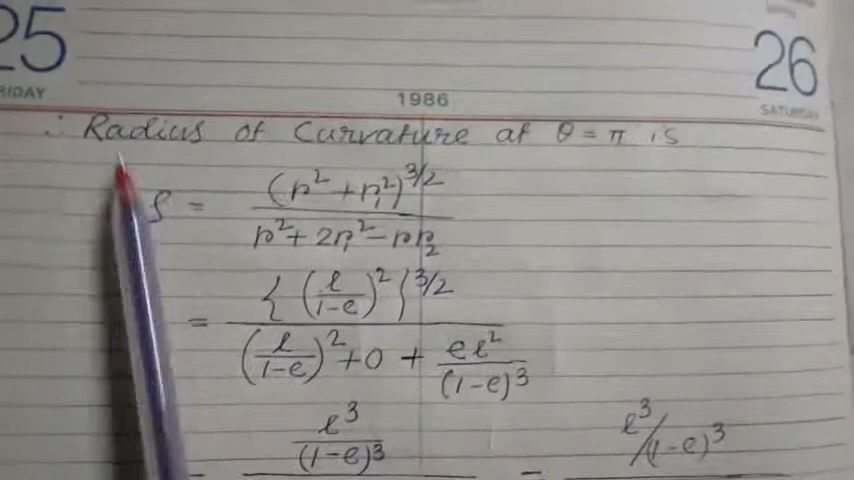 25 26
RIDAY SATURDAY
1986
∴ Radius of Curvature at θ = π is
ρ = (r² + r₁²)^3/2 / r² + 2r₁² - rr₂
= { (l/1-e)² }^3/2 / (l/1-e)² + 0 + el²/(1-e)³
l³/(1-e)³ = l³/(1-e)³